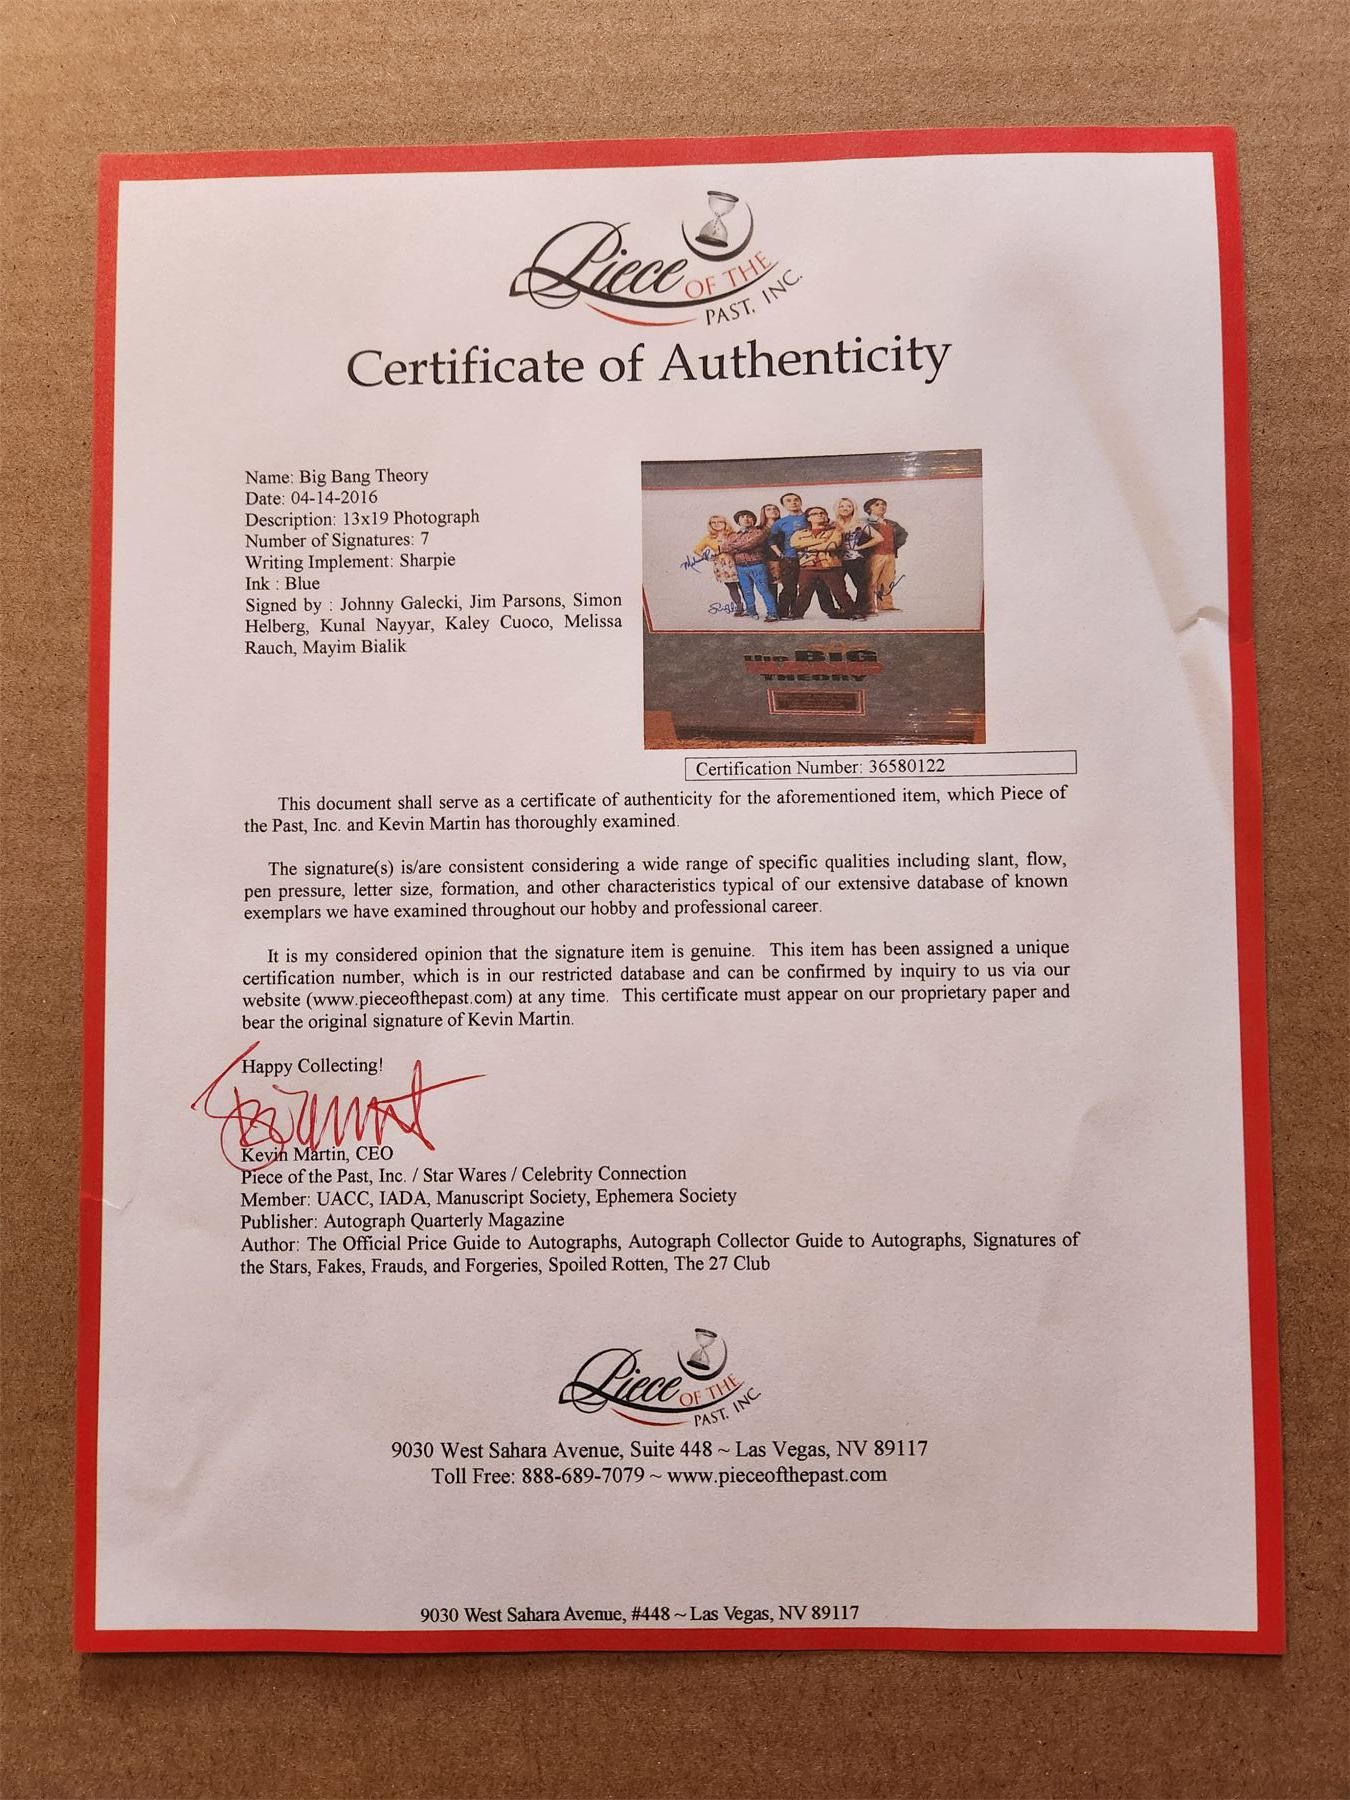 Piece OF THE
PAST, INC.
Certificate of Authenticity
Name: Big Bang Theory
Date: 04-14-2016
Description: 13x19 Photograph
Number of Signatures: 7
Writing Implement: Sharpie
Ink : Blue
Signed by : Johnny Galecki, Jim Parsons, Simon
Helberg, Kunal Nayyar, Kaley Cuoco, Melissa
Rauch, Mayim Bialik
the BIG
THEORY
Certification Number: 36580122
This document shall serve as a certificate of authenticity for the aforementioned item, which Piece of
the Past, Inc. and Kevin Martin has thoroughly examined.
The signature(s) is/are consistent considering a wide range of specific qualities including slant, flow,
pen pressure, letter size, formation, and other characteristics typical of our extensive database of known
exemplars we have examined throughout our hobby and professional career.
It is my considered opinion that the signature item is genuine. This item has been assigned a unique
certification number, which is in our restricted database and can be confirmed by inquiry to us via our
website (www.pieceofthepast.com) at any time. This certificate must appear on our proprietary paper and
bear the original signature of Kevin Martin.
Happy Collecting!
Kevin Martin, CEO
Piece of the Past, Inc. / Star Wares / Celebrity Connection
Member: UACC, IADA, Manuscript Society, Ephemera Society
Publisher: Autograph Quarterly Magazine
Author: The Official Price Guide to Autographs, Autograph Collector Guide to Autographs, Signatures of
the Stars, Fakes, Frauds, and Forgeries, Spoiled Rotten, The 27 Club
Piece OF THE
PAST, INC.
9030 West Sahara Avenue, Suite 448 ~ Las Vegas, NV 89117
Toll Free: 888-689-7079 ~ www.pieceofthepast.com
9030 West Sahara Avenue, #448 ~ Las Vegas, NV 89117